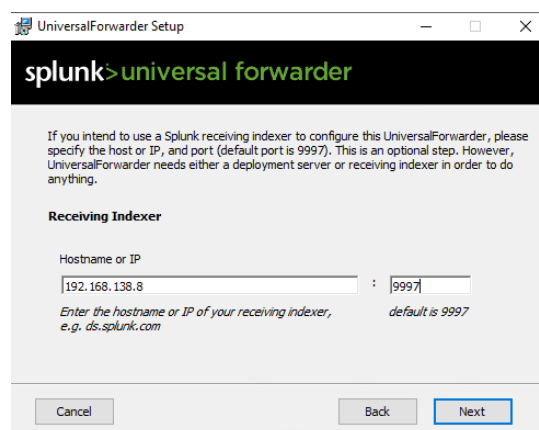 UniversalForwarder Setup
splunk>universal forwarder
If you intend to use a Splunk receiving indexer to configure this UniversalForwarder, please
specify the host or IP, and port (default port is 9997). This is an optional step. However,
UniversalForwarder needs either a deployment server or receiving indexer in order to do
anything.
Receiving Indexer
Hostname or IP
192.168.138.8 : 9997
Enter the hostname or IP of your receiving indexer, default is 9997
e.g. ds.splunk.com
Cancel Back Next